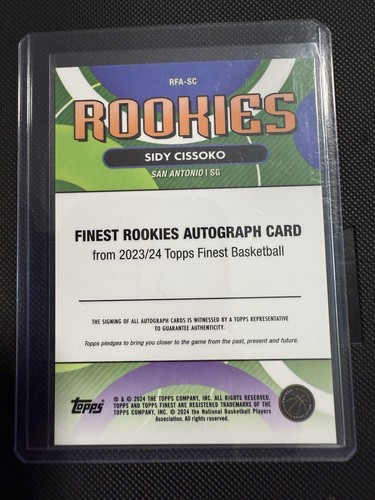 RFA-SC
ROOKIES
SIDY CISSOKO
SAN ANTONIO | SG
FINEST ROOKIES AUTOGRAPH CARD
from 2023/24 Topps Finest Basketball
THE SIGNING OF ALL AUTOGRAPH CARDS IS WITNESSED BY A TOPPS REPRESENTATIVE
TO GUARANTEE AUTHENTICITY.
Topps pledges to bring you closer to the game from the past, present and future.
topps
® & © 2024 THE TOPPS COMPANY, INC. ALL RIGHTS RESERVED.
TOPPS AND TOPPS FINEST ARE REGISTERED TRADEMARKS OF THE
TOPPS COMPANY, INC. © 2024 the National Basketball Players
Association. All rights reserved.